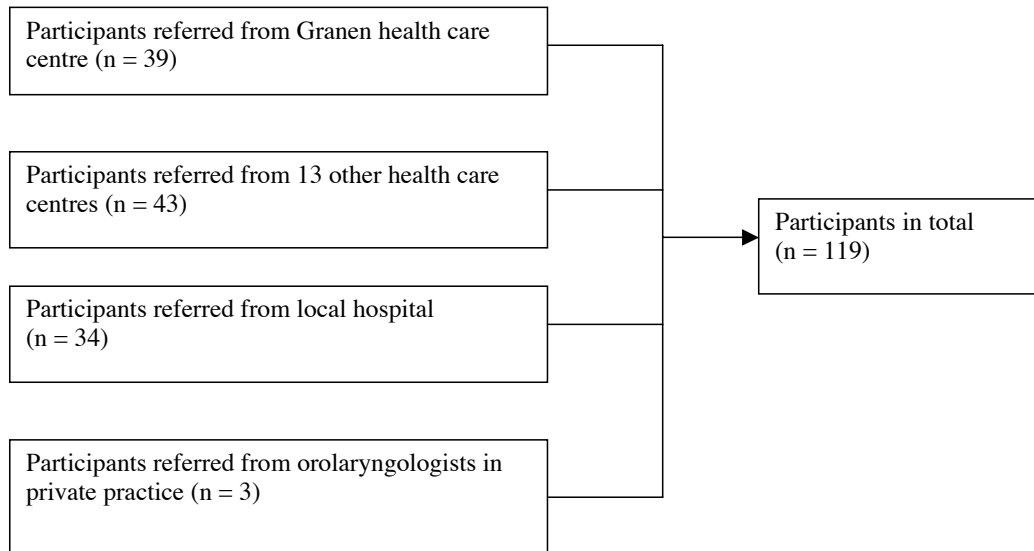 Participants referred from Granen health care
centre (n = 39)
Participants referred from 13 other health care
centres (n = 43)
Participants in total
(n = 119)
Participants referred from local hospital
(n = 34)
Participants referred from orolaryngologists in
private practice (n = 3)